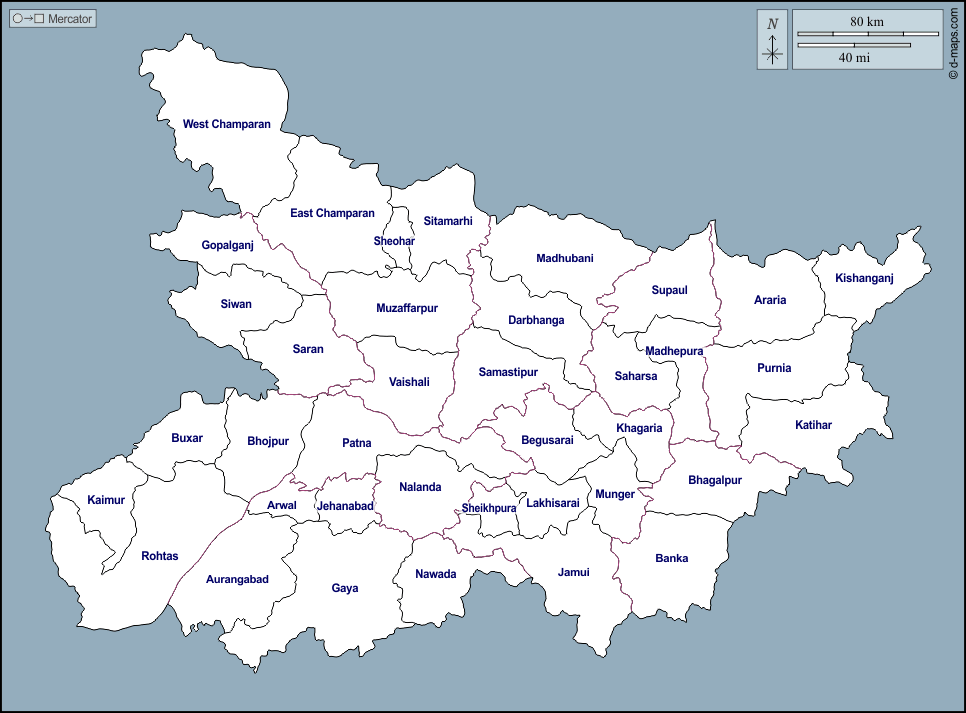 ○→□ Mercator
N
80 km
40 mi
© d-maps.com
West Champaran
East Champaran
Sitamarhi
Sheohar
Gopalganj
Madhubani
Kishanganj
Supaul
Araria
Siwan
Muzaffarpur
Darbhanga
Saran
Madhepura
Purnia
Vaishali
Samastipur
Saharsa
Katihar
Khagaria
Buxar
Bhojpur
Patna
Begusarai
Bhagalpur
Nalanda
Munger
Kaimur
Arwal
Jehanabad
Sheikhpura
Lakhisarai
Rohtas
Banka
Aurangabad
Gaya
Nawada
Jamui